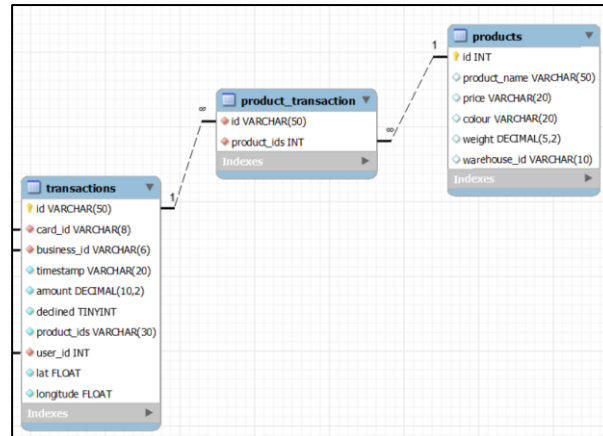 products
1
id INT
product_name VARCHAR(50)
price VARCHAR(20)
colour VARCHAR(20)
weight DECIMAL(5,2)
warehouse_id VARCHAR(10)
Indexes
product_transaction
∞
id VARCHAR(50)
product_ids INT
∞
Indexes
transactions
1
id VARCHAR(50)
card_id VARCHAR(8)
business_id VARCHAR(6)
timestamp VARCHAR(20)
amount DECIMAL(10,2)
declined TINYINT
product_ids VARCHAR(30)
user_id INT
lat FLOAT
longitude FLOAT
Indexes